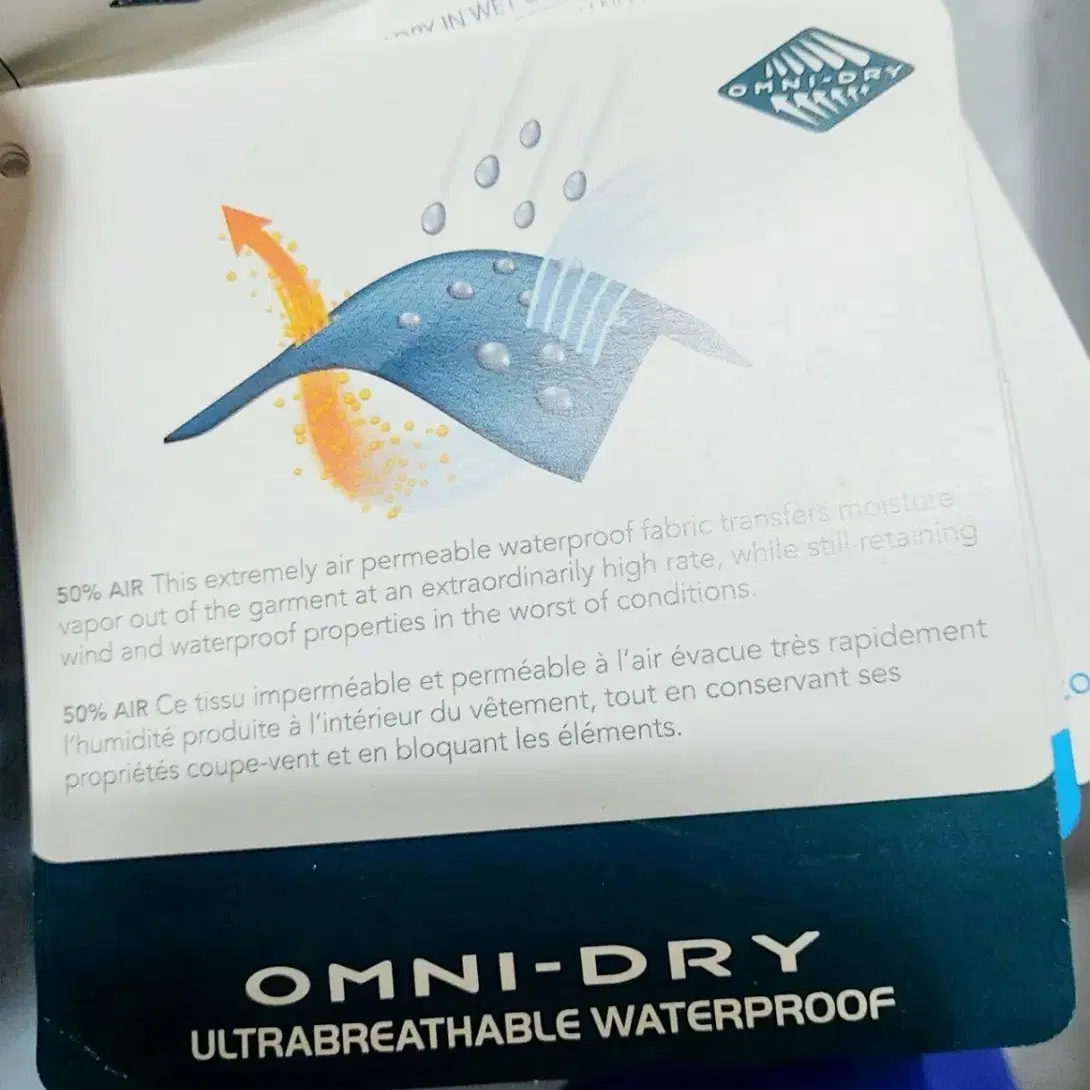 IN WET
OMNI-DRY
50% AIR This extremely air permeable waterproof fabric transfers moisture
vapor out of the garment at an extraordinarily high rate, while still retaining
wind and waterproof properties in the worst of conditions.
50% AIR Ce tissu imperméable et perméable à l'air évacue très rapidement
l'humidité produite à l'intérieur du vêtement, tout en conservant ses
propriétés coupe-vent et en bloquant les éléments.
OMNI-DRY
ULTRABREATHABLE WATERPROOF